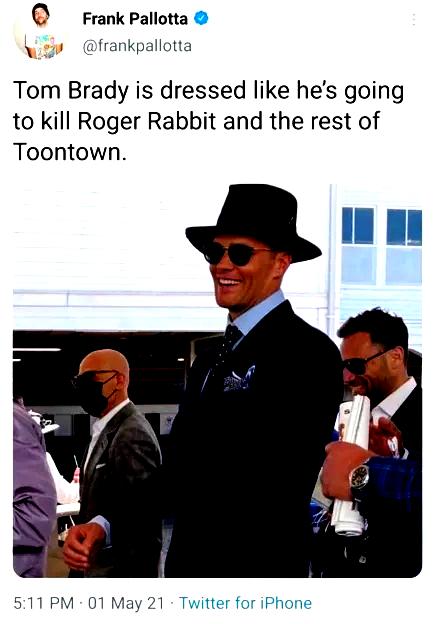 Frank Pallotta
@frankpallotta
Tom Brady is dressed like he's going
to kill Roger Rabbit and the rest of
Toontown.
5:11 PM · 01 May 21 · Twitter for iPhone